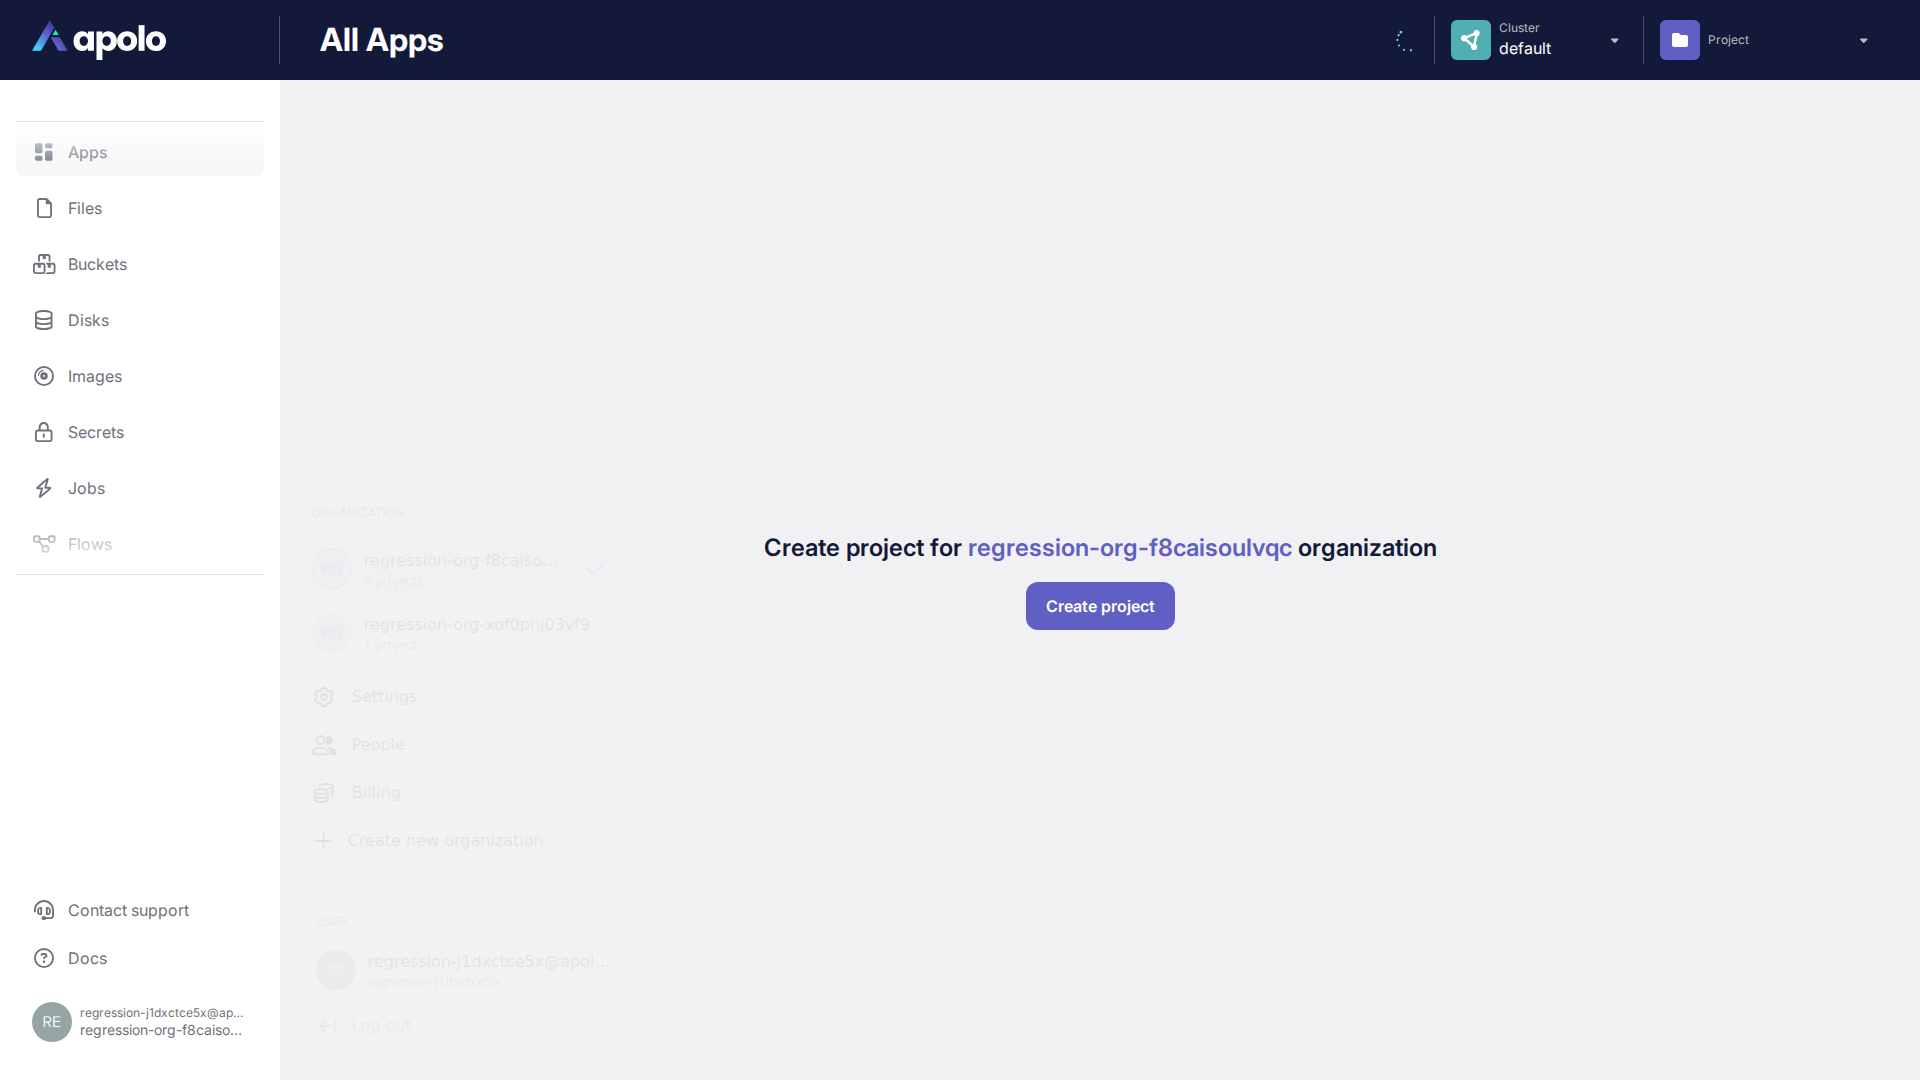 apolo
All Apps
Cluster
default
Project
Apps
Files
Buckets
Disks
Images
Secrets
Jobs
Flows
Contact support
Docs
RE
regression-j1dxctce5x@ap...
regression-org-f8caiso...
ORGANIZATION
RO
regression-org-f8caiso...
0 projects
RO
regression-org-xof0pnj03vf9
1 project
Settings
People
Billing
Create new organization
USER
RE
regression-j1dxctce5x@apol...
regression-j1dxctce5x
Log out
Create project for regression-org-f8caisoulvqc organization
Create project